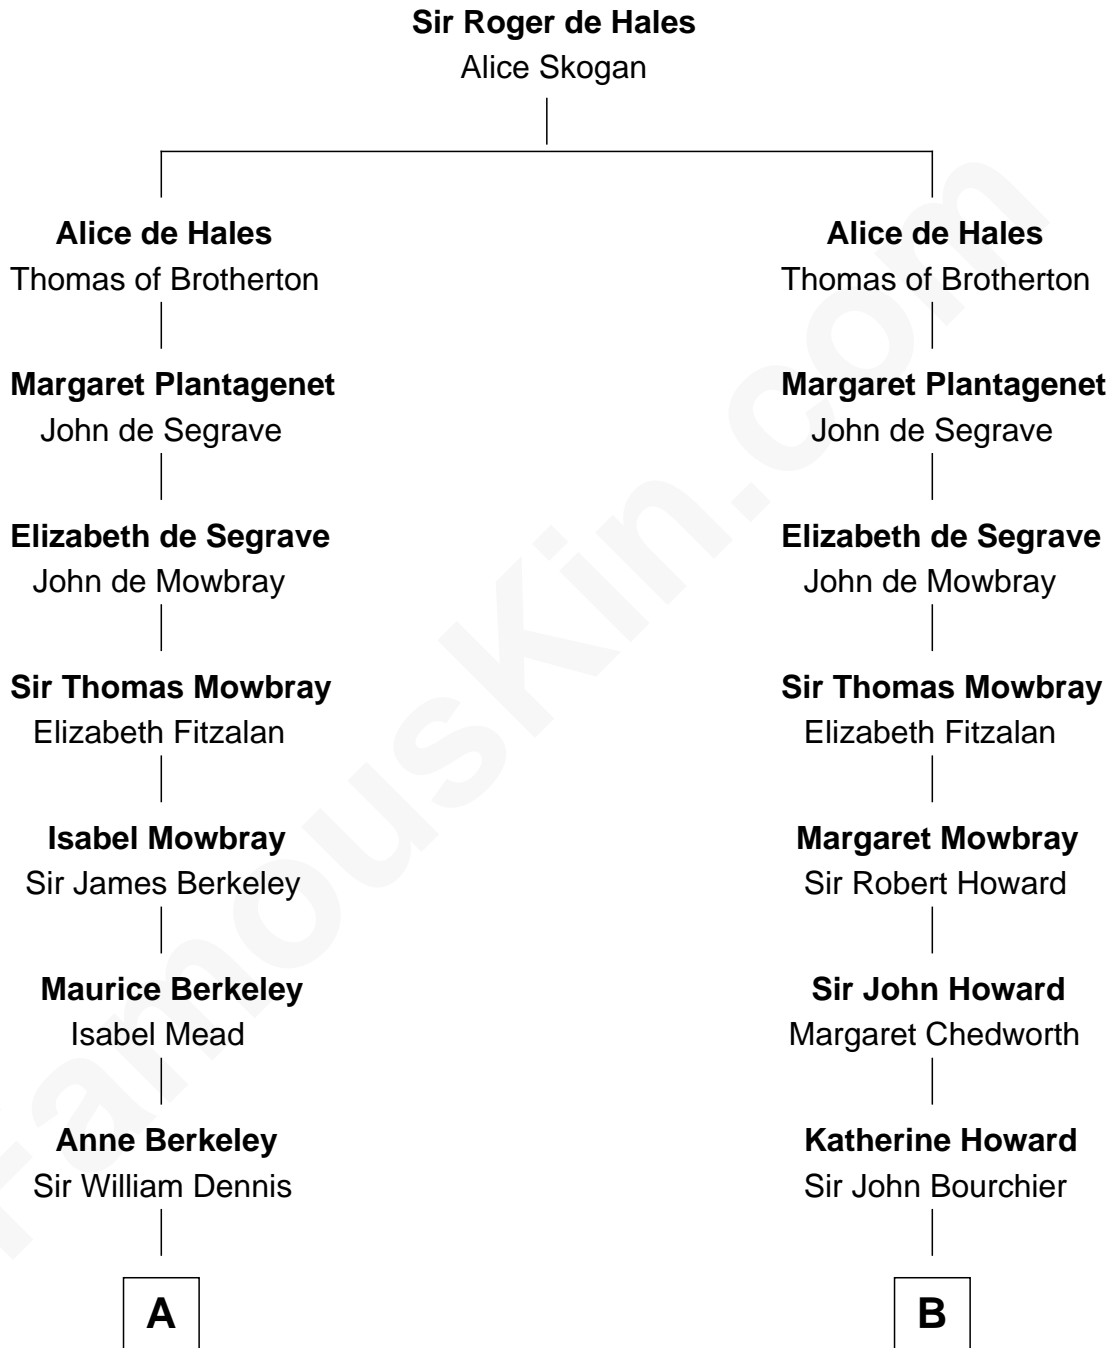 Sir Roger de Hales
Alice Skogan
Alice de Hales
Thomas of Brotherton
Margaret Plantagenet
John de Segrave
Elizabeth de Segrave
John de Mowbray
Sir Thomas Mowbray
Elizabeth Fitzalan
Isabel Mowbray
Sir James Berkeley
Maurice Berkeley
Isabel Mead
Anne Berkeley
Sir William Dennis
A
Alice de Hales
Thomas of Brotherton
Margaret Plantagenet
John de Segrave
Elizabeth de Segrave
John de Mowbray
Sir Thomas Mowbray
Elizabeth Fitzalan
Margaret Mowbray
Sir Robert Howard
Sir John Howard
Margaret Chedworth
Katherine Howard
Sir John Bourchier
B
FamousKin.com